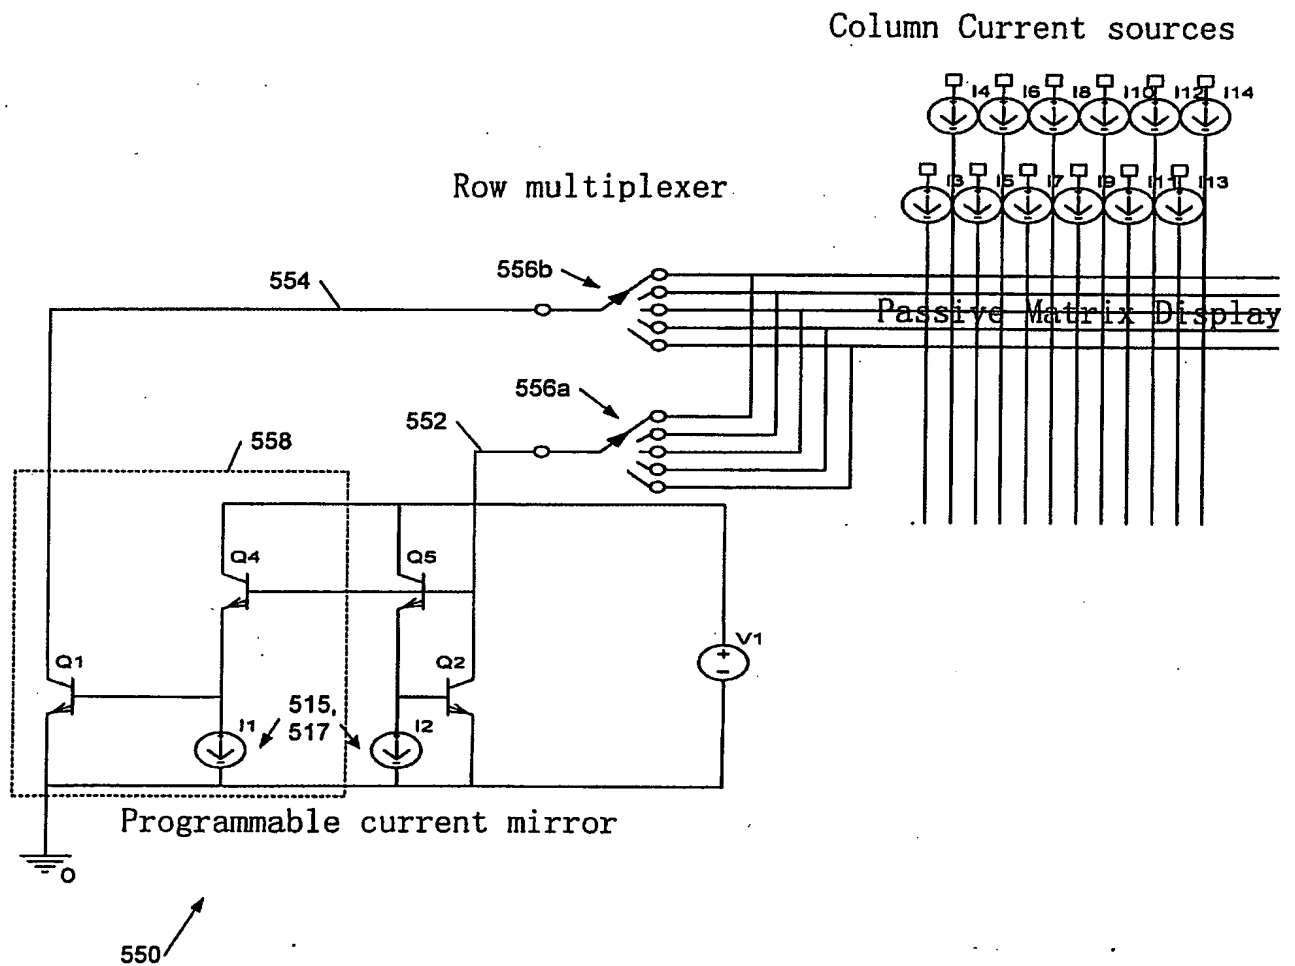 Column Current sources
I4 I6 I8 I10 I12 I14
Row multiplexer
I3 I5 I7 I9 I11 I13
556b
554
Passive Matrix Display
556a
552
558
Q4
Q5
V1
+
-
Q1
Q2
515,
517
I1
I2
Programmable current mirror
0
550